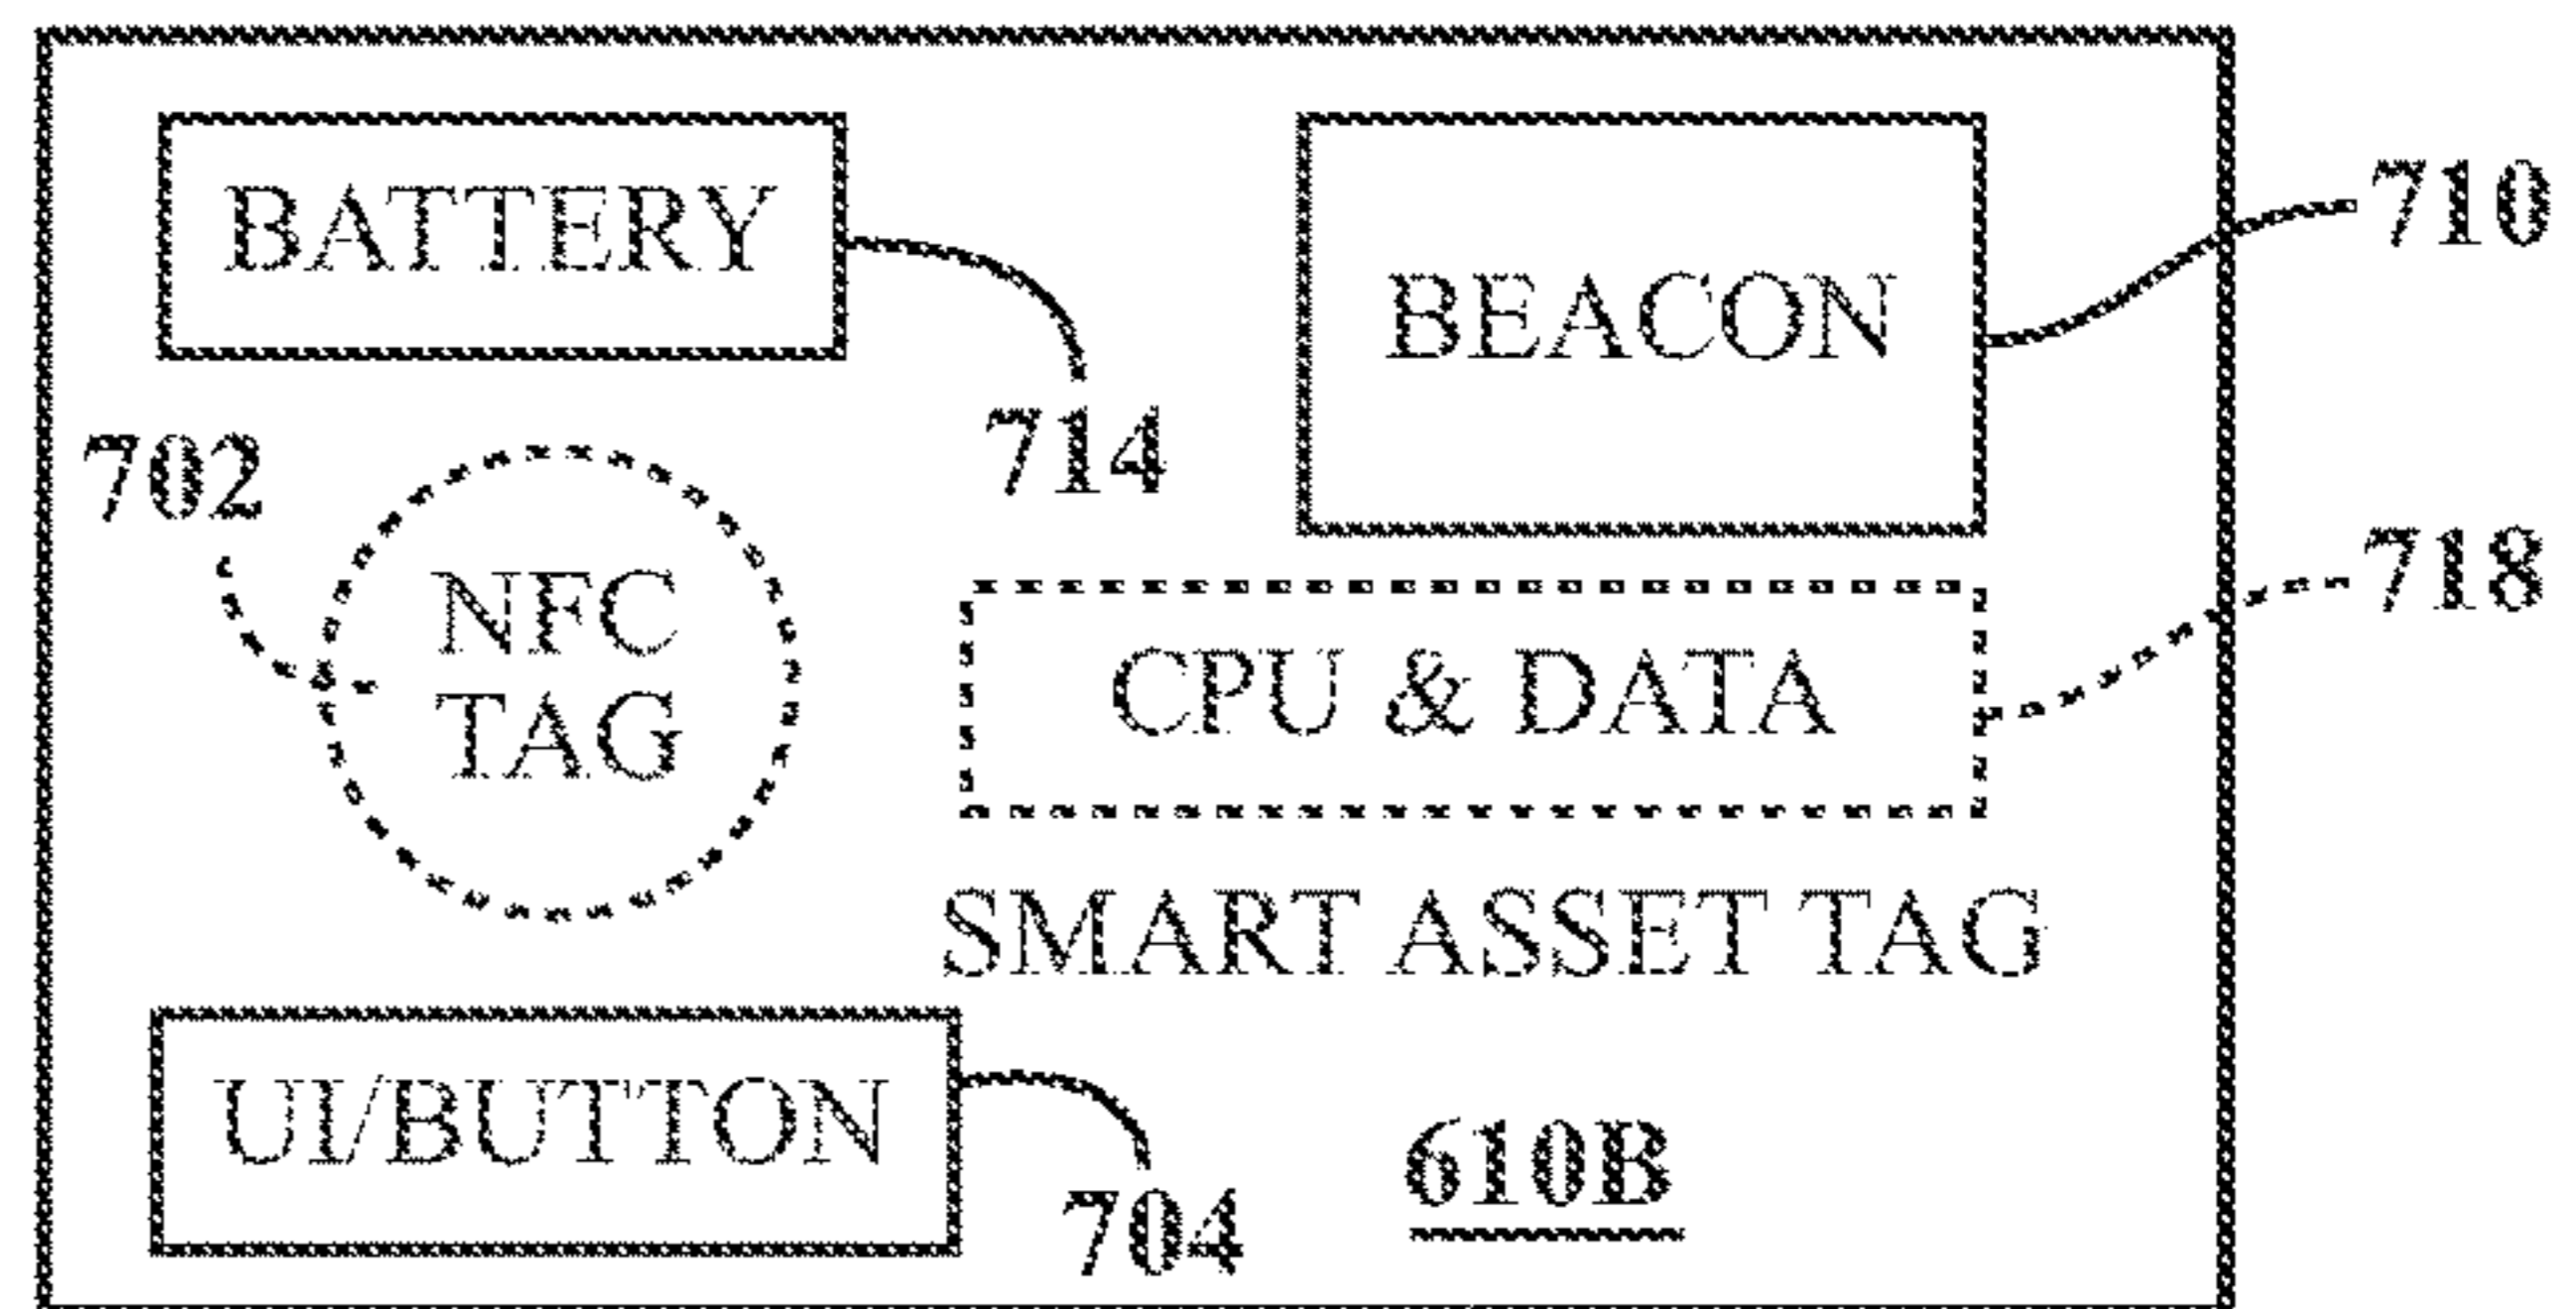 BATTERY
BEACON
710
714
702
NFC
TAG
718
CPU & DATA
SMART ASSET TAG
UI/BUTTON
704
610B